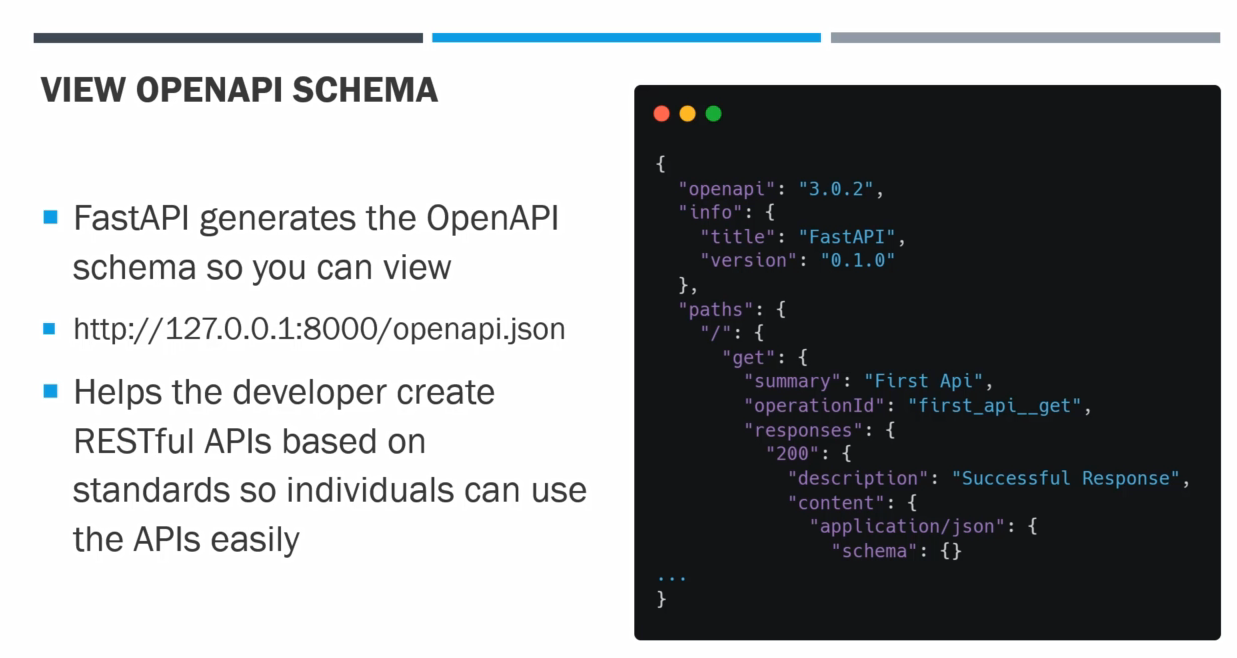 VIEW OPENAPI SCHEMA
FastAPI generates the OpenAPI
schema so you can view
http://127.0.0.1:8000/openapi.json
Helps the developer create
RESTful APIs based on
standards so individuals can use
the APIs easily
{
  "openapi": "3.0.2",
  "info": {
    "title": "FastAPI",
    "version": "0.1.0"
  },
  "paths": {
    "/": {
      "get": {
        "summary": "First Api",
        "operationId": "first_api__get",
        "responses": {
          "200": {
            "description": "Successful Response",
            "content": {
              "application/json": {
                "schema": {}
...
}